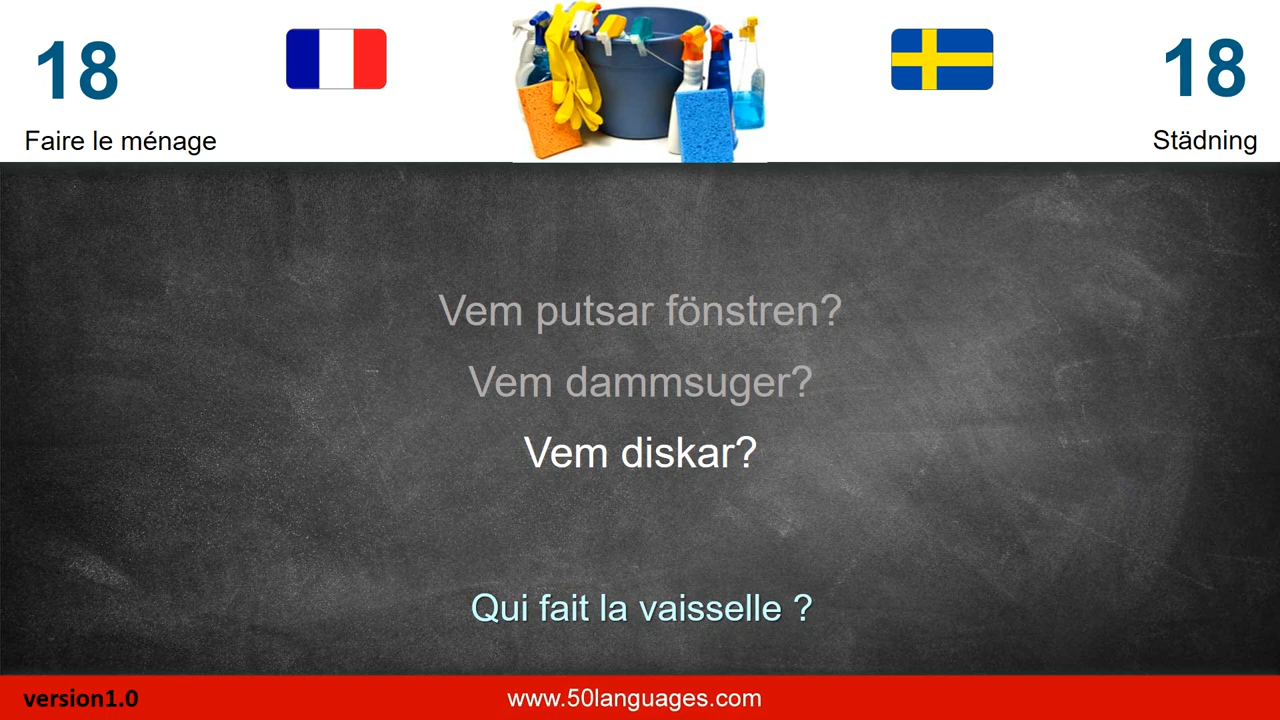 18
18
Faire le ménage
Städning
Vem putsar fönstren?
Vem dammsuger?
Vem diskar?
Qui fait la vaisselle ?
version1.0
www.50languages.com